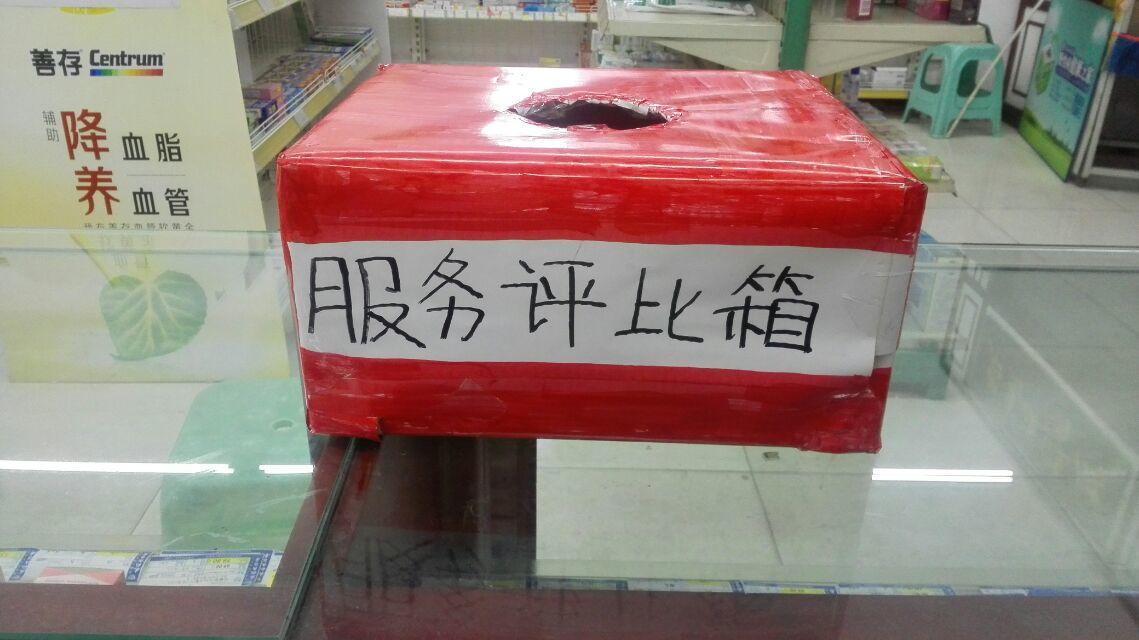 善存 Centrum
辅助
降 血脂
养 血管
服务评比箱